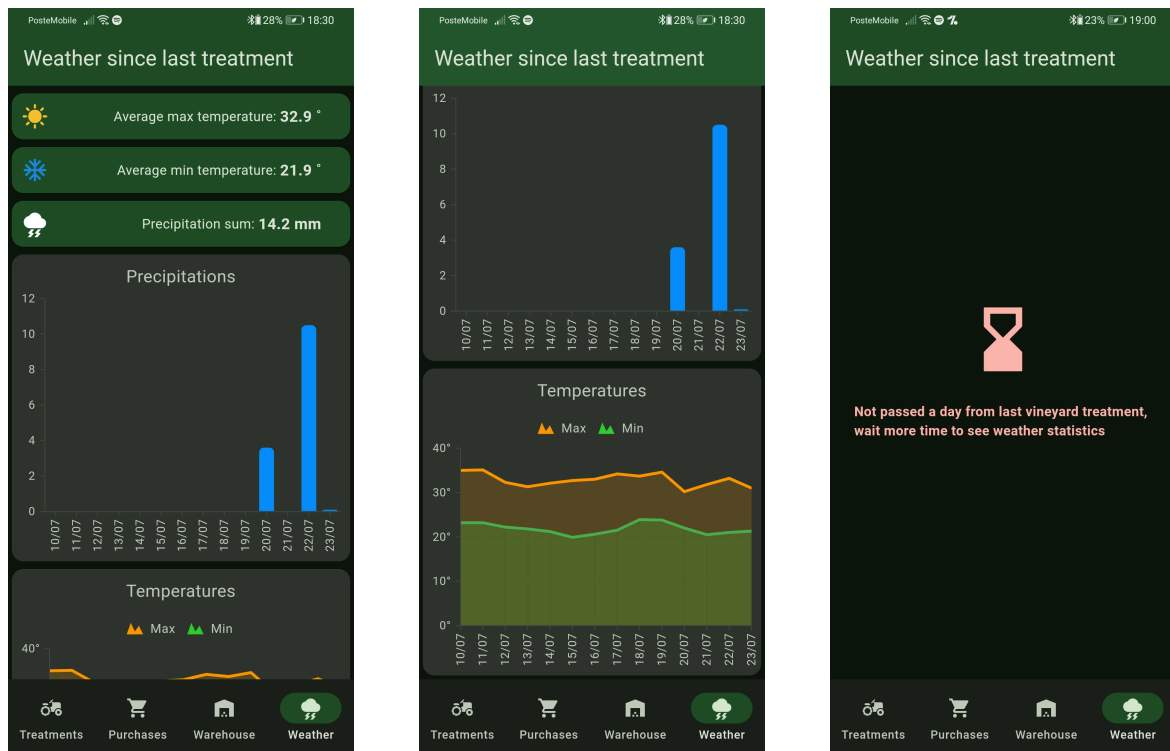 PosteMobile 28% 18:30
Weather since last treatment
Average max temperature: 32.9 °
Average min temperature: 21.9 °
Precipitation sum: 14.2 mm
Precipitations
12
10
8
6
4
2
0
10/07 11/07 12/07 13/07 14/07 15/07 16/07 17/07 18/07 19/07 20/07 21/07 22/07 23/07
Temperatures
Max Min
40°
Treatments Purchases Warehouse Weather
PosteMobile 28% 18:30
Weather since last treatment
12
10
8
6
4
2
0
10/07 11/07 12/07 13/07 14/07 15/07 16/07 17/07 18/07 19/07 20/07 21/07 22/07 23/07
Temperatures
Max Min
40°
30°
20°
10°
0°
10/07 11/07 12/07 13/07 14/07 15/07 16/07 17/07 18/07 19/07 20/07 21/07 22/07 23/07
Treatments Purchases Warehouse Weather
PosteMobile 23% 19:00
Weather since last treatment
Not passed a day from last vineyard treatment,
wait more time to see weather statistics
Treatments Purchases Warehouse Weather